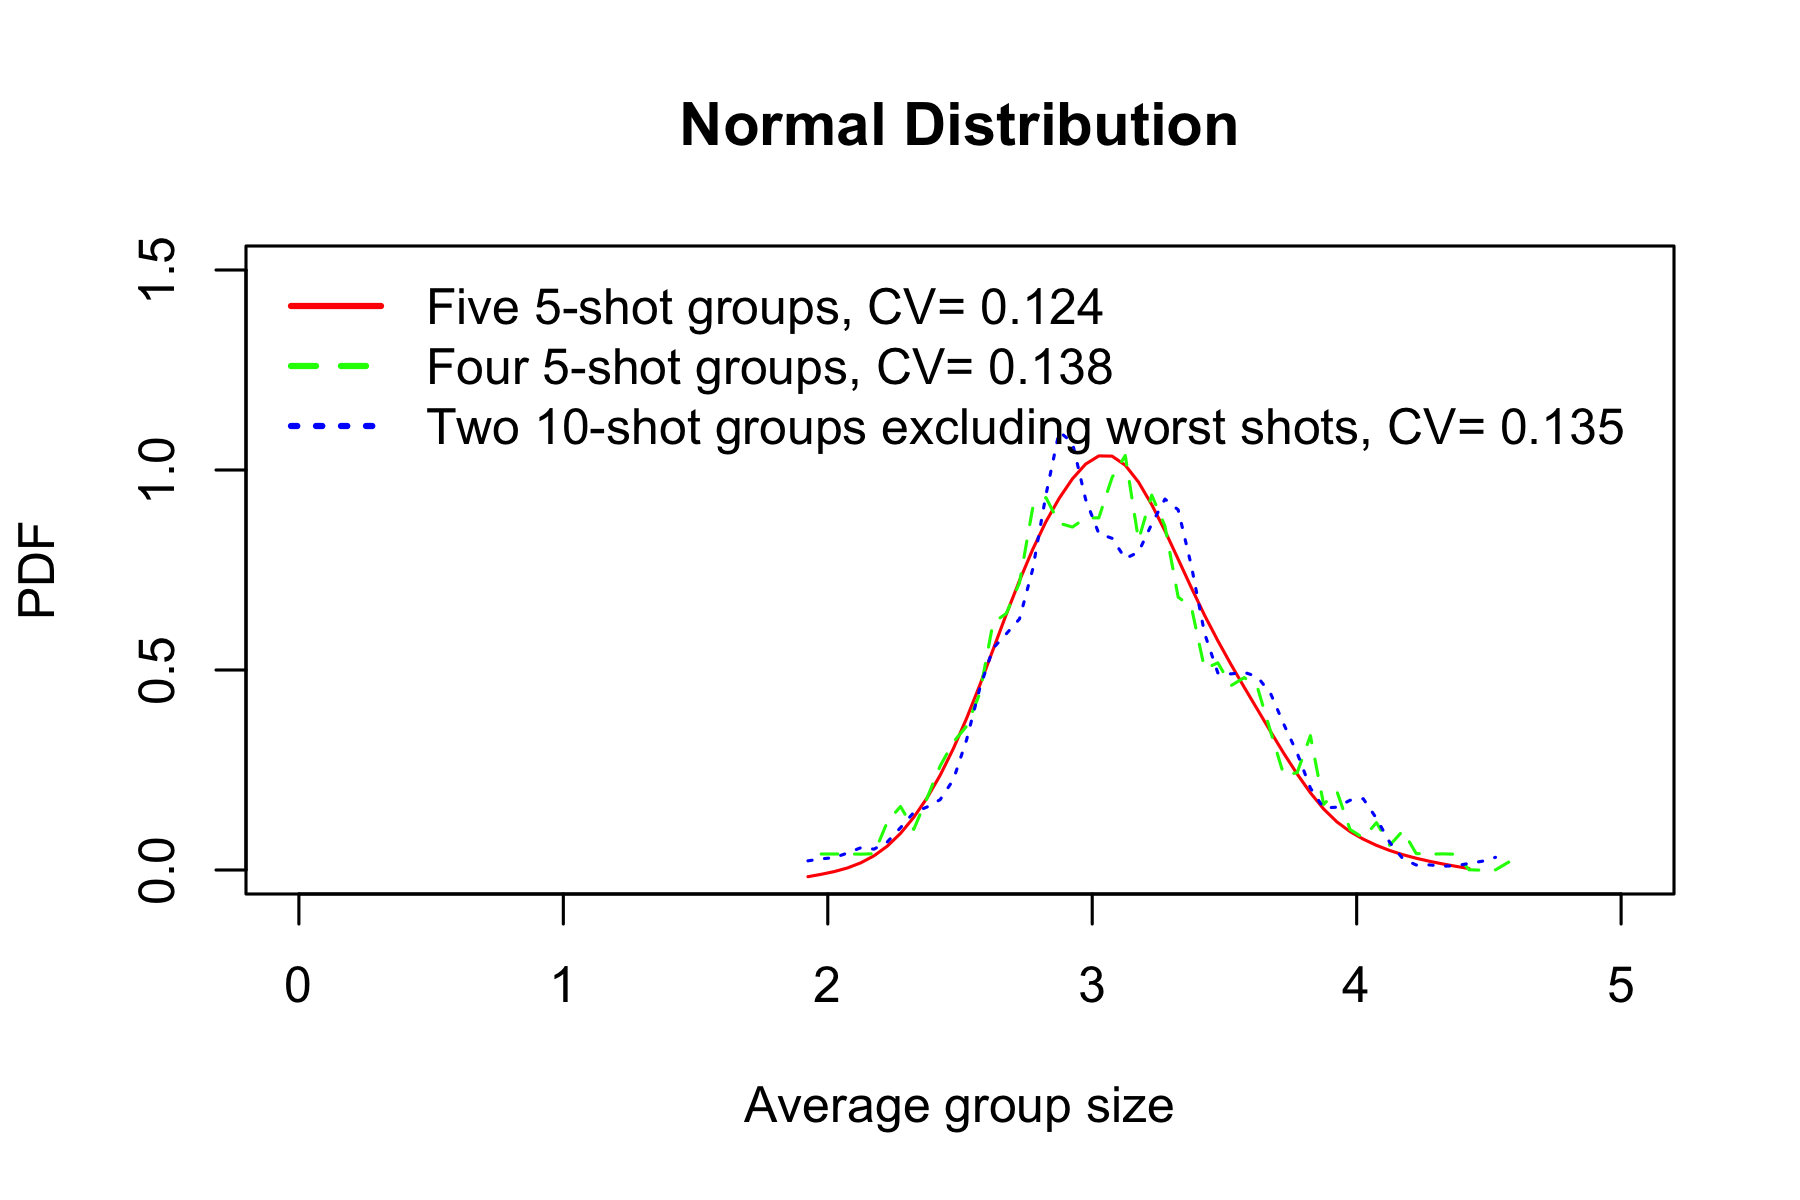 Normal Distribution
Five 5-shot groups, CV= 0.124
Four 5-shot groups, CV= 0.138
Two 10-shot groups excluding worst shots, CV= 0.135
PDF
1.5
1.0
0.5
0.0
0 1 2 3 4 5
Average group size